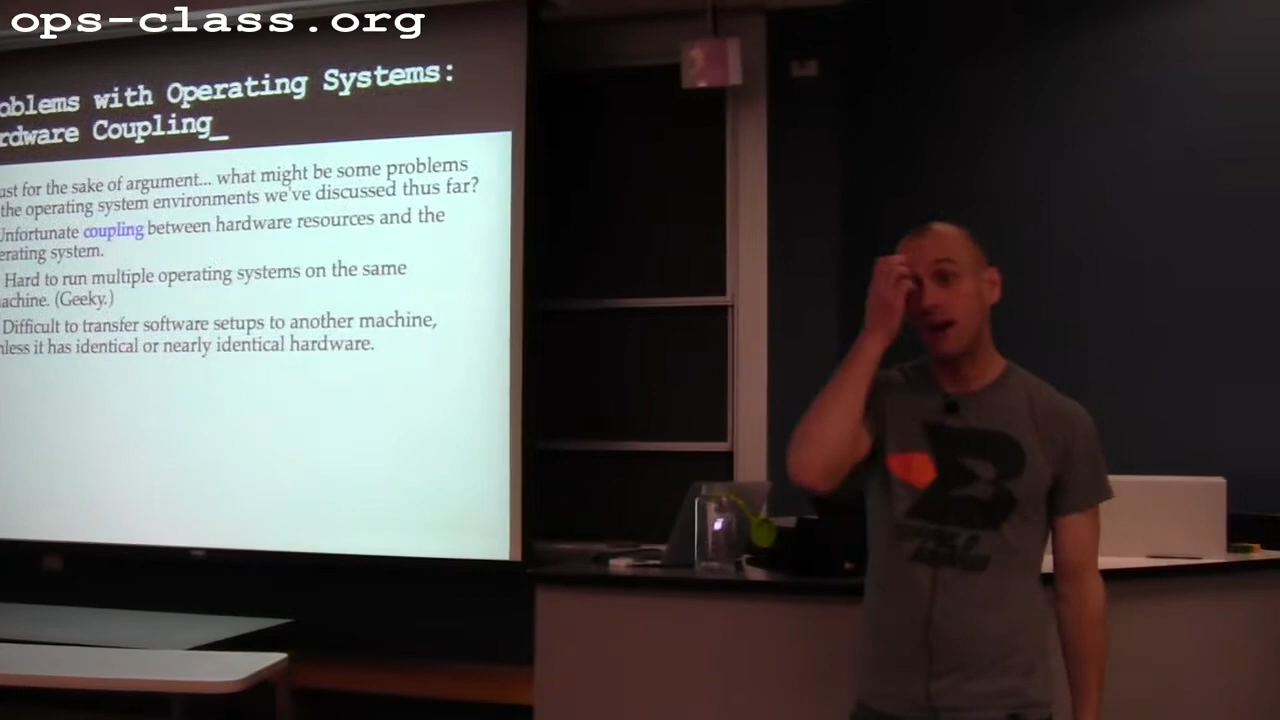 ops-class.org
oblems with Operating Systems:
rdware Coupling_
ust for the sake of argument... what might be some problems
the operating system environments we've discussed thus far?
Unfortunate coupling between hardware resources and the
erating system.
Hard to run multiple operating systems on the same
achine. (Geeky.)
Difficult to transfer software setups to another machine,
nless it has identical or nearly identical hardware.